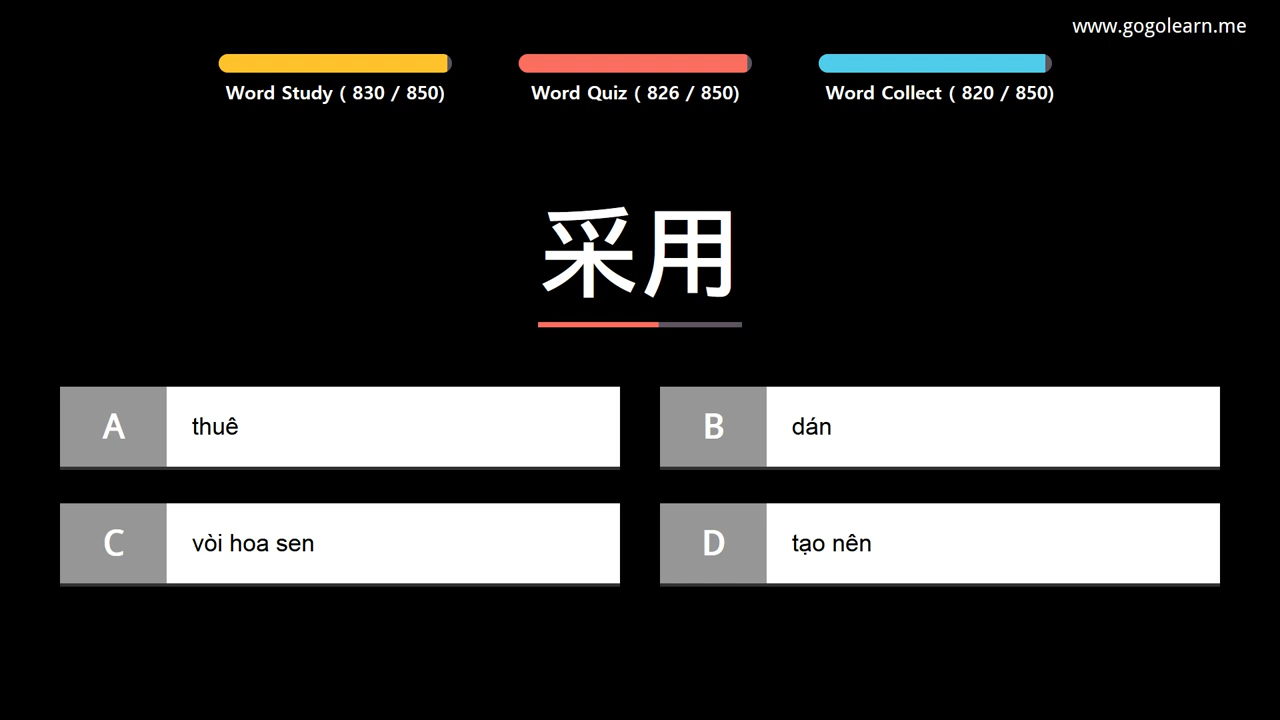 www.gogolearn.me
Word Study ( 830 / 850)
Word Quiz ( 826 / 850)
Word Collect ( 820 / 850)
采用
A thuê
B dán
C vòi hoa sen
D tạo nên